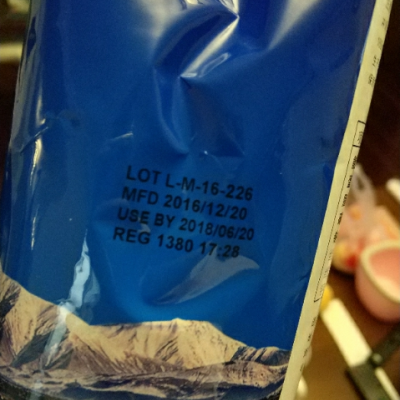 LOT L-M-16-226
MFD 2016/12/20
USE BY 2018/06/20
REG 1380 17:28